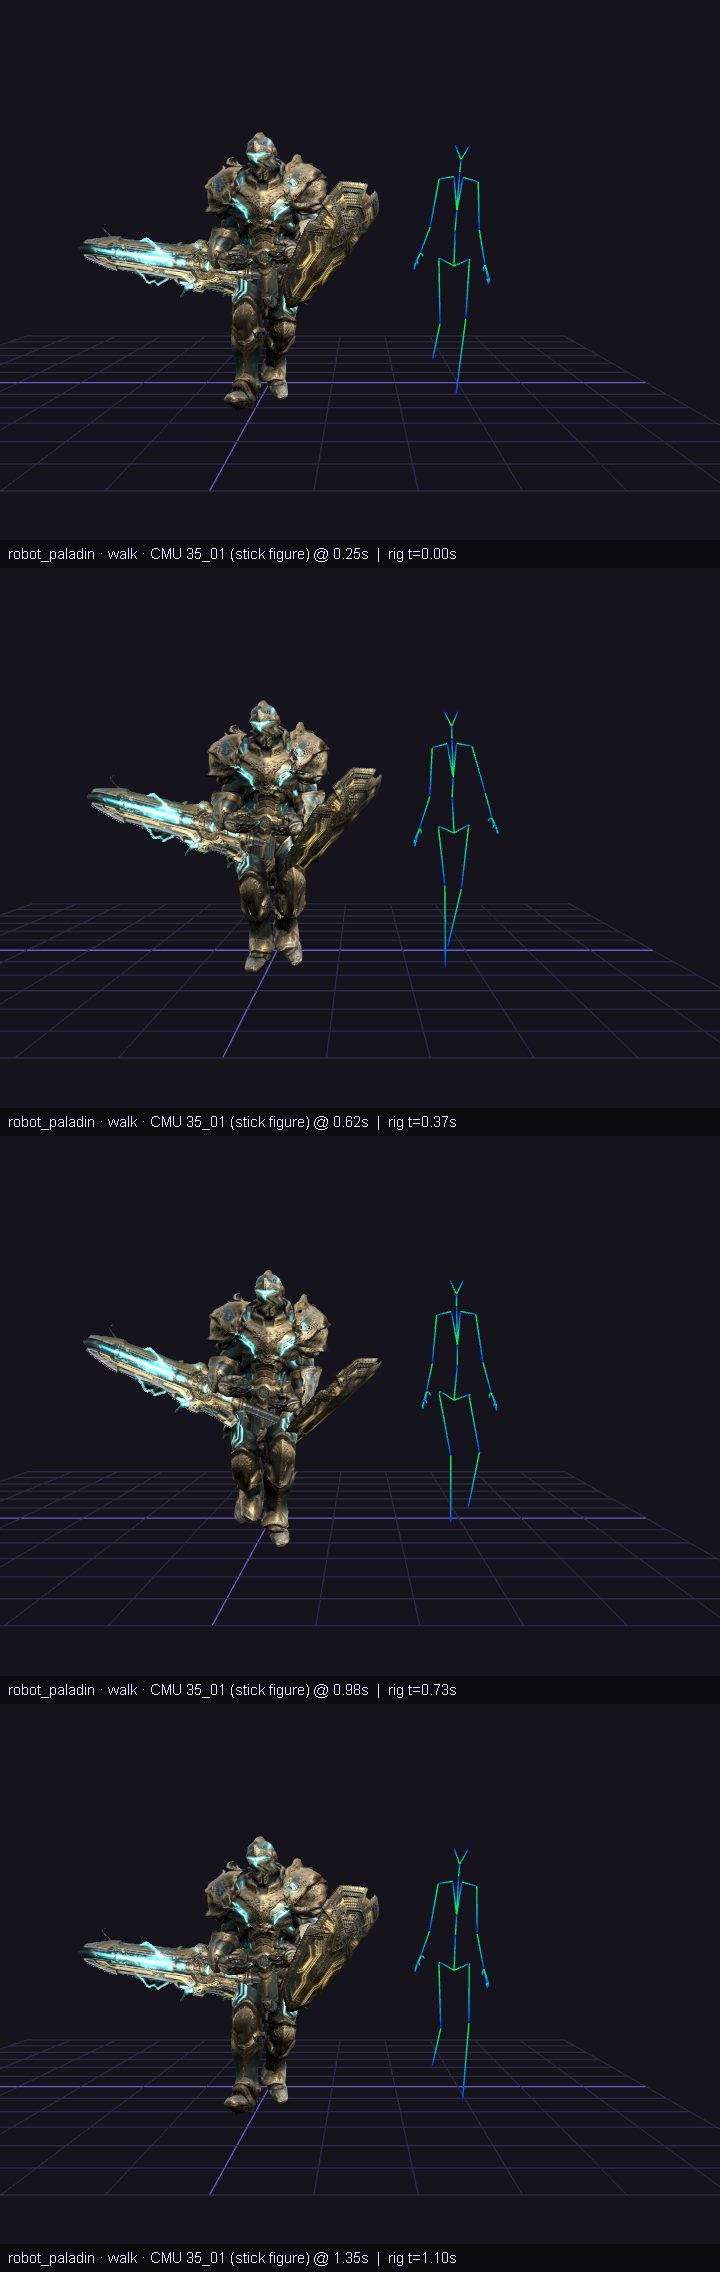 robot_paladin · walk · CMU 35_01 (stick figure) @ 0.25s | rig t=0.00s
robot_paladin · walk · CMU 35_01 (stick figure) @ 0.62s | rig t=0.37s
robot_paladin · walk · CMU 35_01 (stick figure) @ 0.98s | rig t=0.73s
robot_paladin · walk · CMU 35_01 (stick figure) @ 1.35s | rig t=1.10s